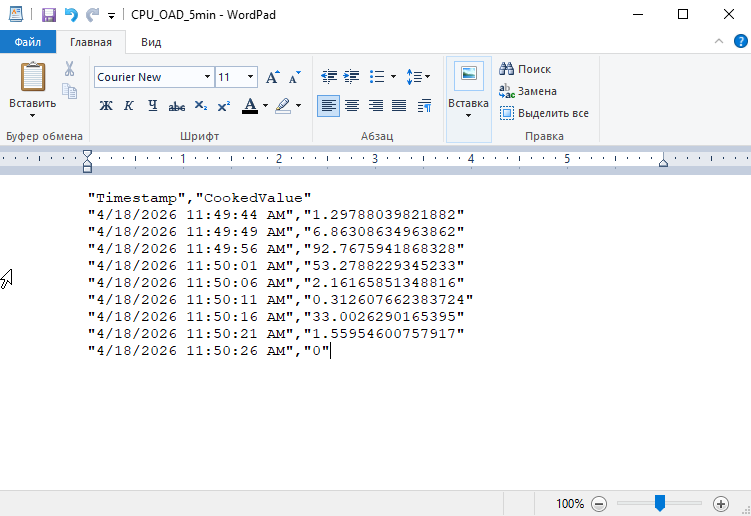 CPU_OAD_5min - WordPad
Файл Главная Вид
Вставить
Буфер обмена
Courier New 11
Ж К Ч abc X₂ X² A
Шрифт
Абзац
Вставка
Поиск
Замена
Выделить все
Правка
1 2 3 4 5
"Timestamp","CookedValue"
"4/18/2026 11:49:44 AM","1.29788039821882"
"4/18/2026 11:49:49 AM","6.86308634963862"
"4/18/2026 11:49:56 AM","92.7675941868328"
"4/18/2026 11:50:01 AM","53.2788229345233"
"4/18/2026 11:50:06 AM","2.16165851348816"
"4/18/2026 11:50:11 AM","0.312607662383724"
"4/18/2026 11:50:16 AM","33.0026290165395"
"4/18/2026 11:50:21 AM","1.55954600757917"
"4/18/2026 11:50:26 AM","0"
100%